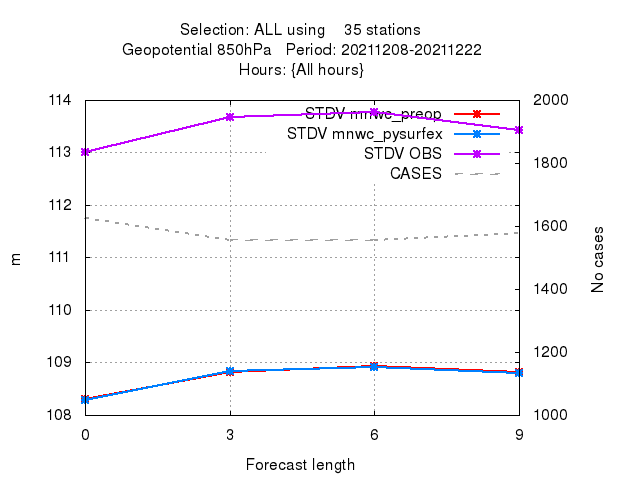 Selection: ALL using    35 stations
Geopotential 850hPa   Period: 20211208-20211222
Hours: {All hours}
114
113
112
111
110
109
108
m
2000
1800
1600
1400
1200
1000
No cases
STDV mnwc_preop
STDV mnwc_pysurfex
STDV OBS
CASES
0
3
6
9
Forecast length